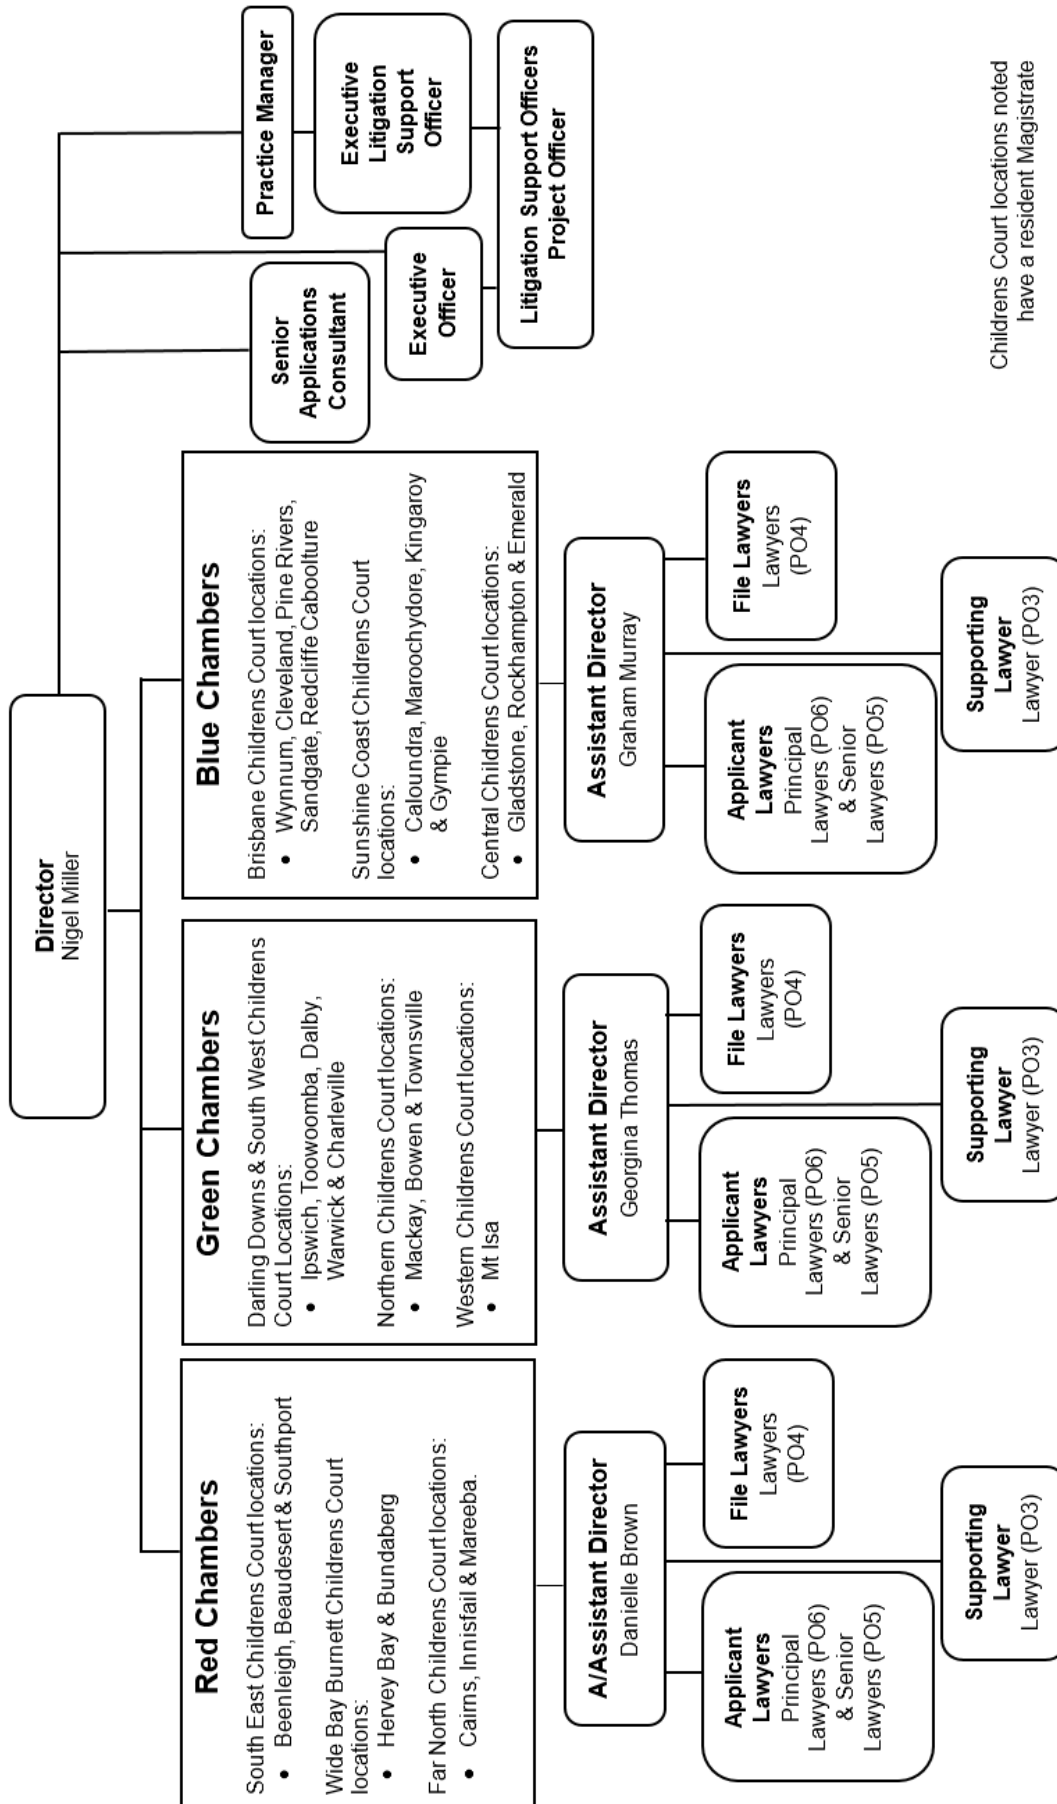 Director
Nigel Miller
Red Chambers
South East Childrens Court locations:
• Beenleigh, Beaudesert & Southport
Wide Bay Burnett Childrens Court
locations:
• Hervey Bay & Bundaberg
Far North Childrens Court locations:
• Cairns, Innisfail & Mareeba.
A/Assistant Director
Danielle Brown
Applicant
Lawyers
Principal
Lawyers (PO6)
& Senior
Lawyers (PO5)
File Lawyers
Lawyers
(PO4)
Supporting
Lawyer
Lawyer (PO3)
Green Chambers
Darling Downs & South West Childrens
Court Locations:
• Ipswich, Toowoomba, Dalby,
Warwick & Charleville
Northern Childrens Court locations:
• Mackay, Bowen & Townsville
Western Childrens Court locations:
• Mt Isa
Assistant Director
Georgina Thomas
Applicant
Lawyers
Principal
Lawyers (PO6)
& Senior
Lawyers (PO5)
File Lawyers
Lawyers
(PO4)
Supporting
Lawyer
Lawyer (PO3)
Blue Chambers
Brisbane Childrens Court locations:
• Wynnum, Cleveland, Pine Rivers,
Sandgate, Redcliffe Caboolture
Sunshine Coast Childrens Court
locations:
• Caloundra, Maroochydore, Kingaroy
& Gympie
Central Childrens Court locations:
• Gladstone, Rockhampton & Emerald
Assistant Director
Graham Murray
Applicant
Lawyers
Principal
Lawyers (PO6)
& Senior
Lawyers (PO5)
File Lawyers
Lawyers
(PO4)
Supporting
Lawyer
Lawyer (PO3)
Senior
Applications
Consultant
Executive
Officer
Practice Manager
Executive
Litigation
Support
Officer
Litigation Support Officers
Project Officer
Childrens Court locations noted
have a resident Magistrate